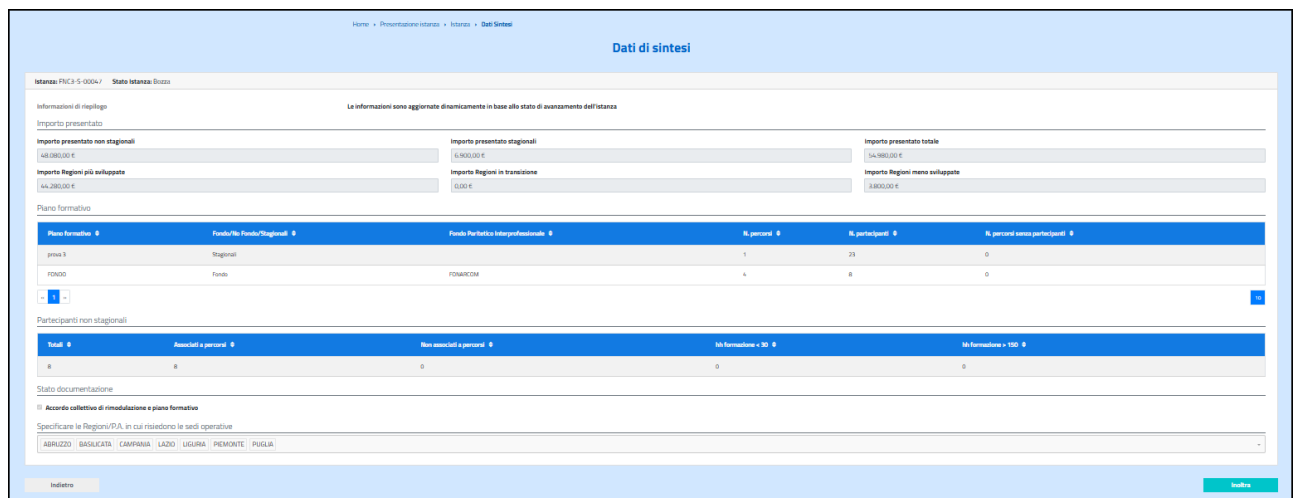 Home › Presentazione istanza › Istanza › Dati Sintesi
Dati di sintesi
Istanza: FNC3-S-00047 Stato Istanza: Bozza
Informazioni di riepilogo Le informazioni sono aggiornate dinamicamente in base allo stato di avanzamento dell'istanza
Importo presentato
Importo presentato non stagionali Importo presentato stagionali Importo presentato totale
48.080,00 € 6.900,00 € 54.980,00 €
Importo Regioni più sviluppate Importo Regioni in transizione Importo Regioni meno sviluppate
44.280,00 € 0,00 € 3.800,00 €
Piano formativo
Piano formativo Fondo/No Fondo/Stagionali Fondo Paritetico Interprofessionale N. percorsi N. partecipanti N. percorsi senza partecipanti
prova 3 Stagionali 1 23 0
FONDO Fondo FONARCOM 4 8 0
1 10
Partecipanti non stagionali
Totali Associati a percorsi Non associati a percorsi hh formazione < 30 hh formazione > 150
8 8 0 0 0
Stato documentazione
Accordo collettivo di rimodulazione e piano formativo
Specificare le Regioni/P.A. in cui risiedono le sedi operative
ABRUZZO BASILICATA CAMPANIA LAZIO LIGURIA PIEMONTE PUGLIA
Indietro Inoltra